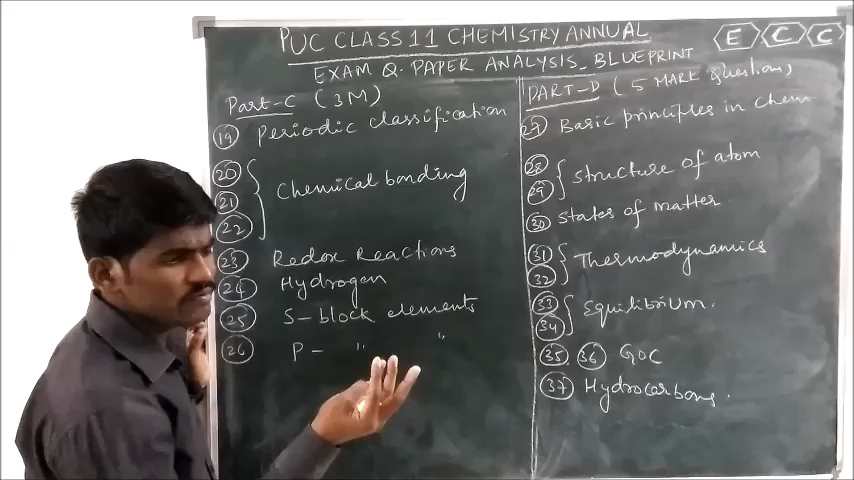 PUC CLASS 11 CHEMISTRY ANNUAL
E C C
EXAM Q. PAPER ANALYSIS_ BLUEPRINT
Part-C (3M)
19 Periodic classification
20
21 Chemical bonding
22
23 Redox Reactions
24 Hydrogen
25 S-block elements
26 P- " "
PART-D (5 MARK Questions)
27 Basic principles in chem
28
29 Structure of atom
30 States of matter
31
32 Thermodynamics
33
34 Equilibrium.
35 36 GOC
37 Hydrocarbons.